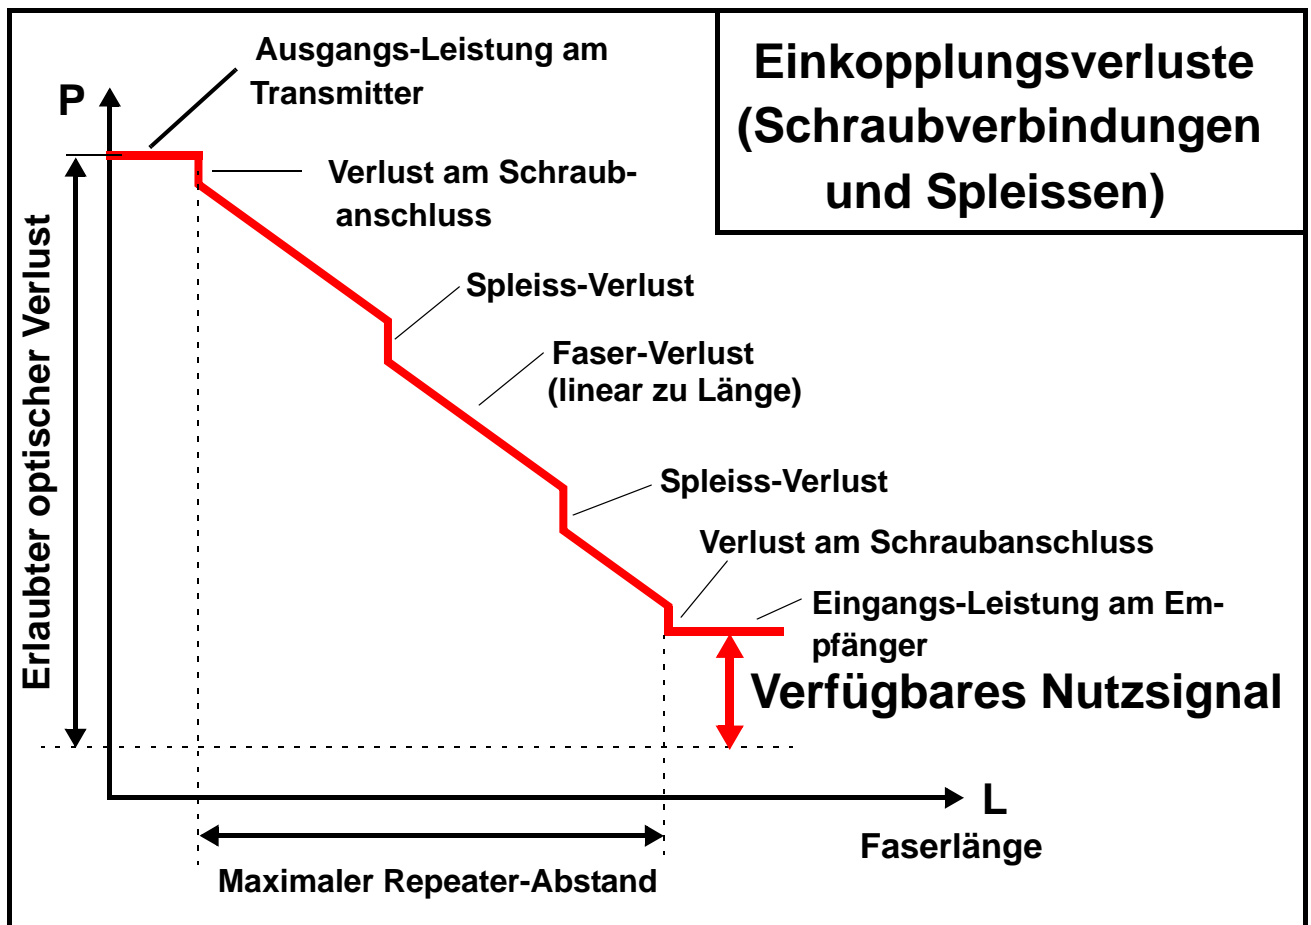 Einkopplungsverluste
(Schraubverbindungen
und Spleissen)
Ausgangs-Leistung am
Transmitter
P
Verlust am Schraub-
anschluss
Spleiss-Verlust
Faser-Verlust
(linear zu Länge)
Spleiss-Verlust
Verlust am Schraubanschluss
Eingangs-Leistung am Em-
pfänger
Verfügbares Nutzsignal
Erlaubter optischer Verlust
L
Faserlänge
Maximaler Repeater-Abstand